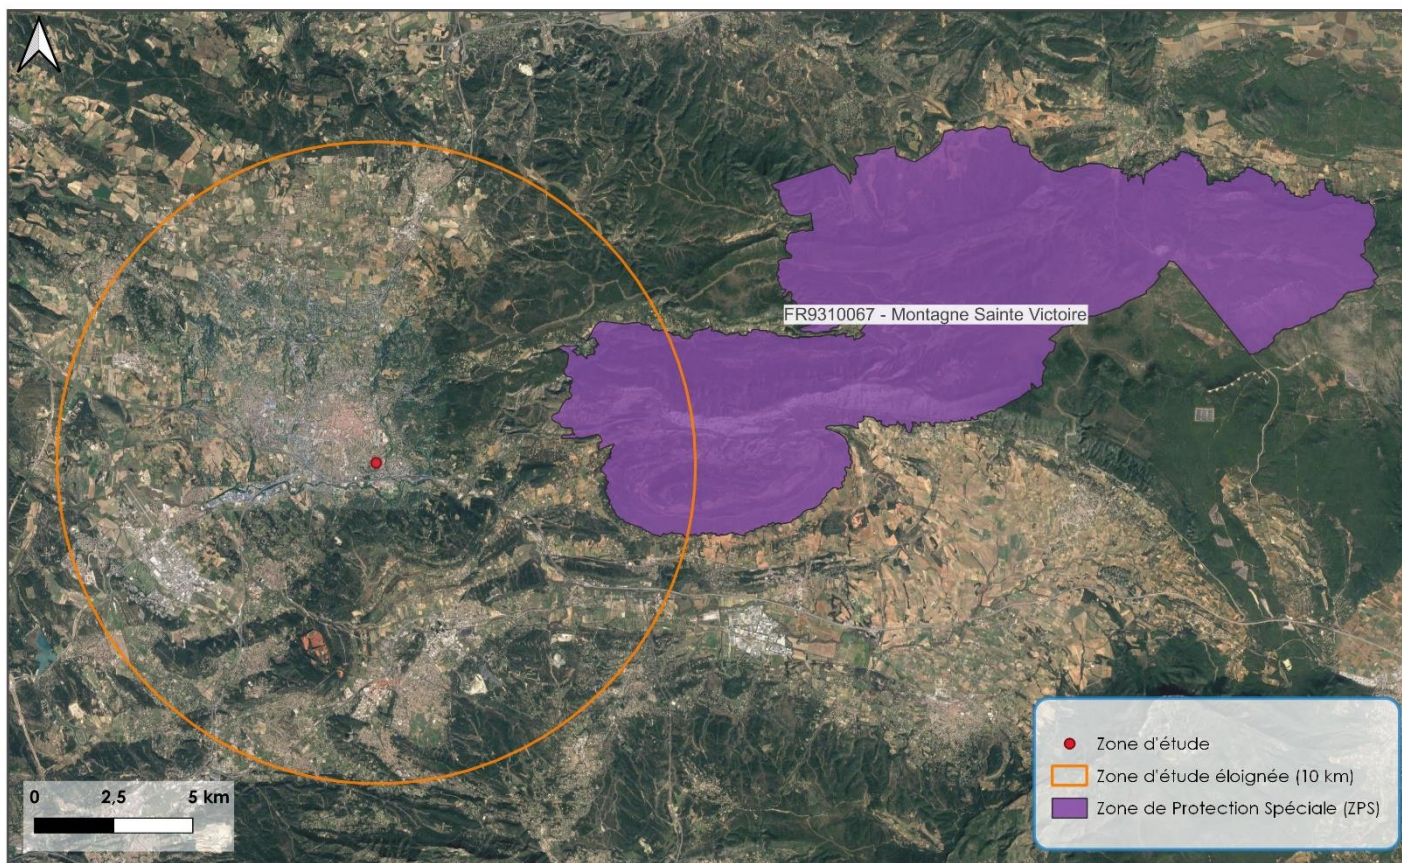 FR9310067 - Montagne Sainte Victoire
Zone d'étude
Zone d'étude éloignée (10 km)
Zone de Protection Spéciale (ZPS)
0 2,5 5 km